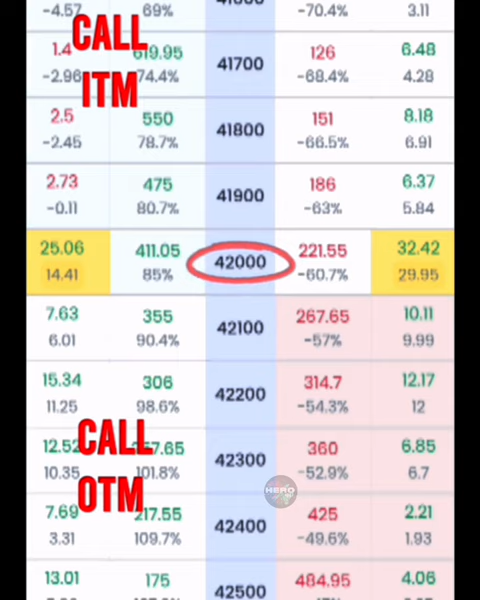 -4.57 69% -70.4% 3.11
CALL
ITM
1.4 619.95 41700 126 6.48
-2.96 74.4% -68.4% 4.28
2.5 550 41800 151 8.18
-2.45 78.7% -66.5% 6.91
2.73 475 41900 186 6.37
-0.11 80.7% -63% 5.84
25.06 411.05 42000 221.55 32.42
14.41 85% -60.7% 29.95
7.63 355 42100 267.65 10.11
6.01 90.4% -57% 9.99
15.34 306 42200 314.7 12.17
11.25 98.6% -54.3% 12
CALL
OTM
12.52 42300 360 6.85
10.35 101.8% -52.9% 6.7
HERO
7.69 217.55 42400 425 2.21
3.31 109.7% -49.6% 1.93
13.01 175 42500 484.95 4.06